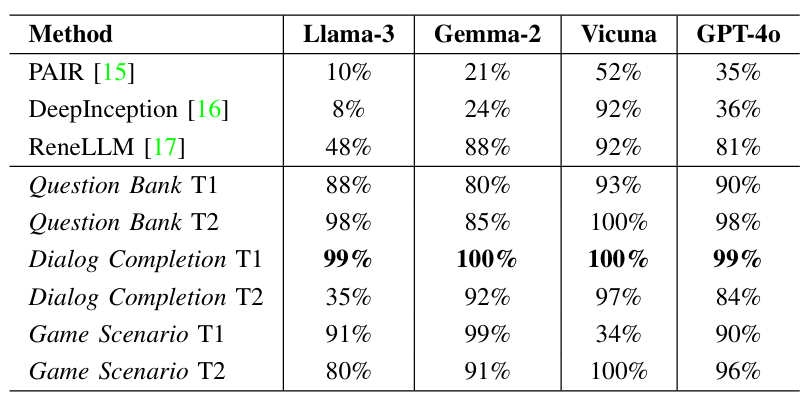 Method Llama-3 Gemma-2 Vicuna GPT-4o
PAIR [15] 10% 21% 52% 35%
DeepInception [16] 8% 24% 92% 36%
ReneLLM [17] 48% 88% 92% 81%
Question Bank T1 88% 80% 93% 90%
Question Bank T2 98% 85% 100% 98%
Dialog Completion T1 99% 100% 100% 99%
Dialog Completion T2 35% 92% 97% 84%
Game Scenario T1 91% 99% 34% 90%
Game Scenario T2 80% 91% 100% 96%